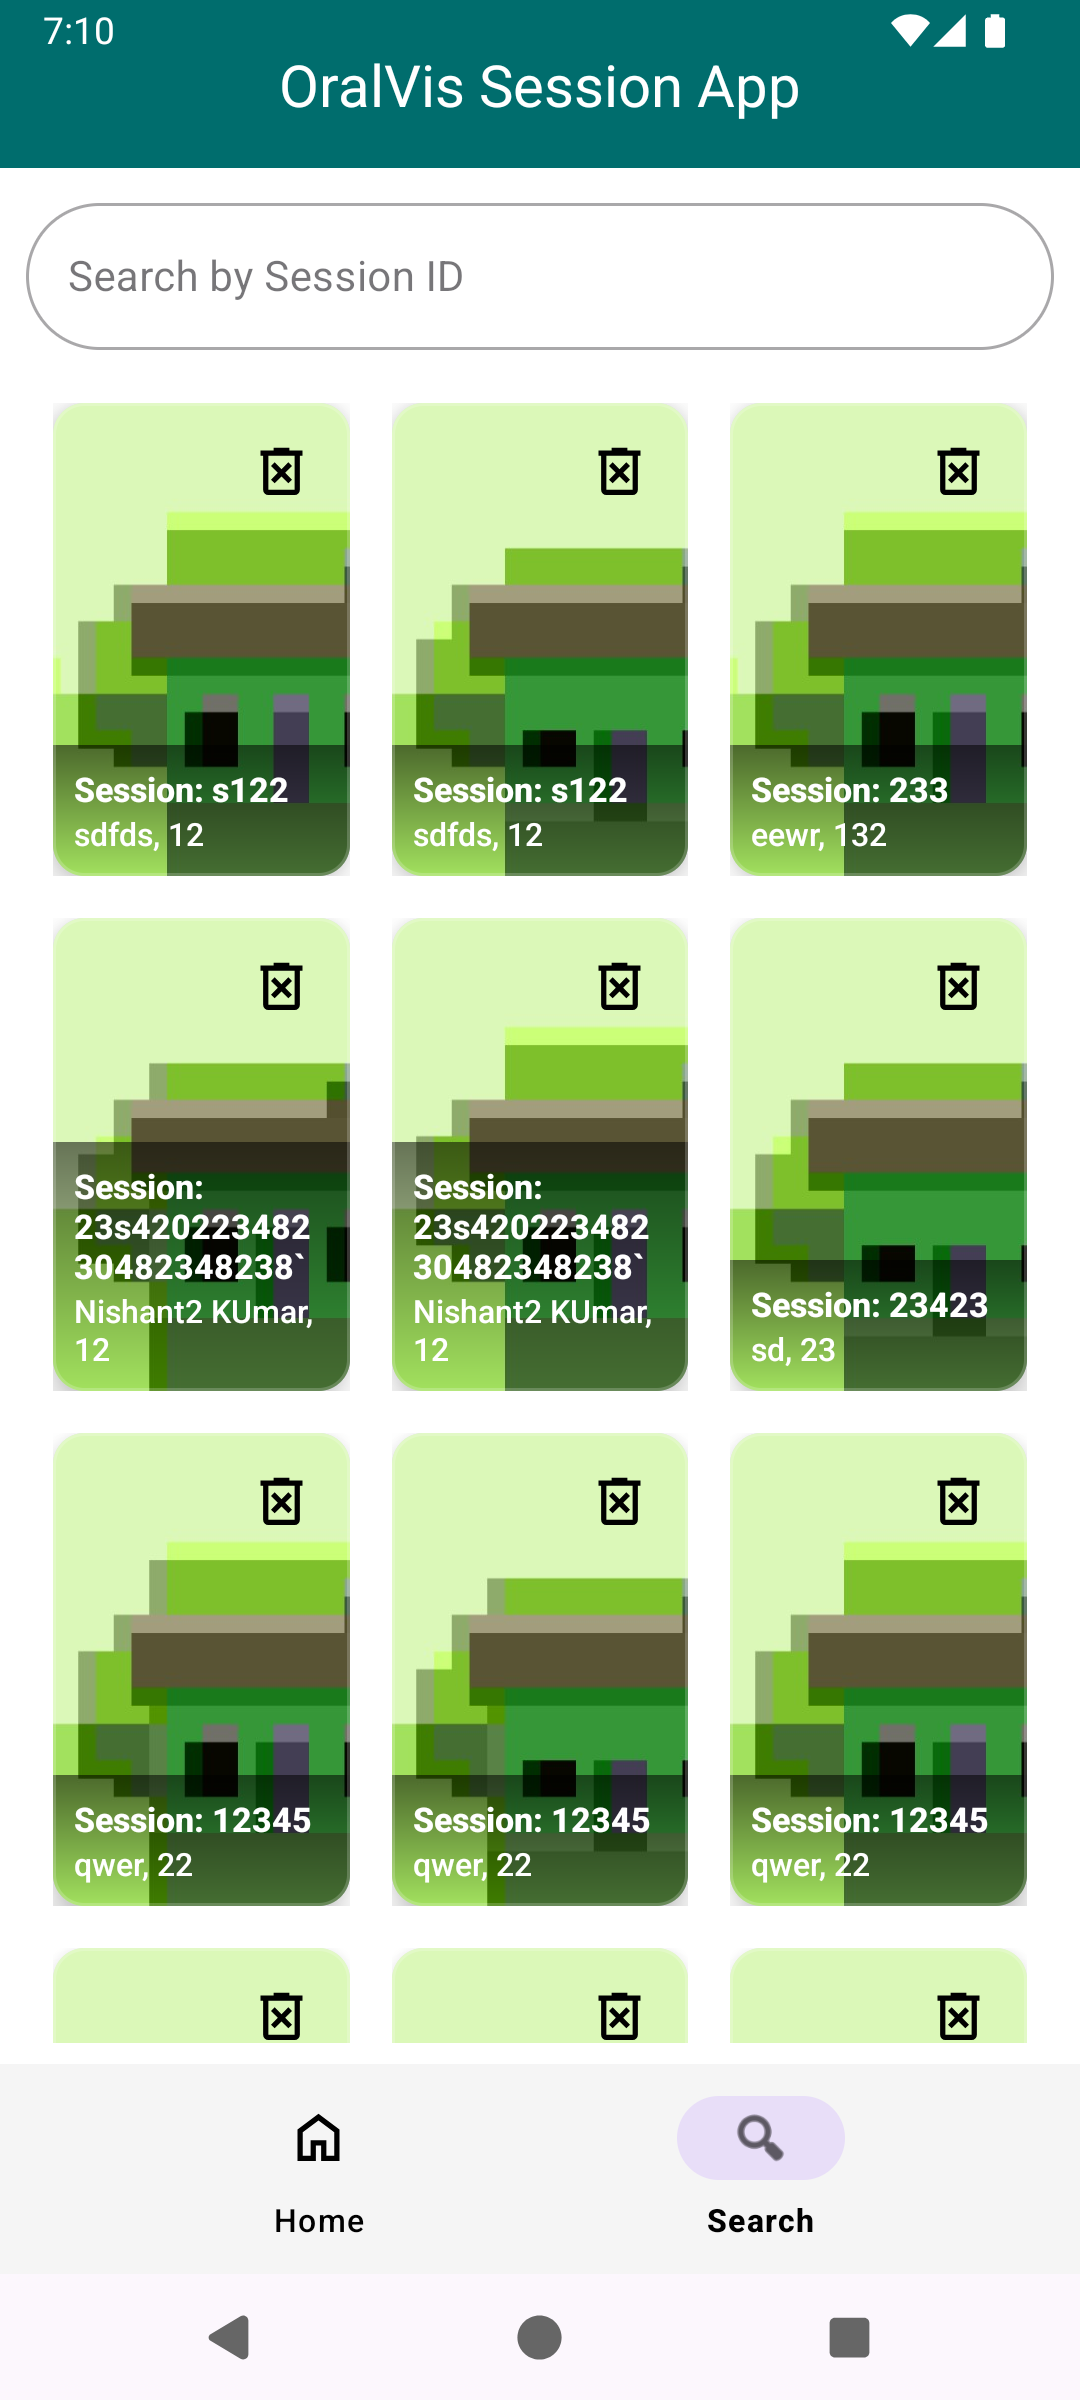 7:10
OralVis Session App
Search by Session ID
Session: s122
sdfds, 12
Session: s122
sdfds, 12
Session: 233
eewr, 132
Session:
23s420223482
30482348238`
Nishant2 KUmar,
12
Session:
23s420223482
30482348238`
Nishant2 KUmar,
12
Session: 23423
sd, 23
Session: 12345
qwer, 22
Session: 12345
qwer, 22
Session: 12345
qwer, 22
Home
Search